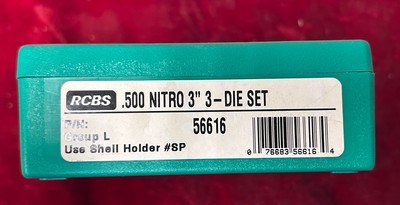 RCBS .500 NITRO 3" 3-DIE SET
P/N: 56616
Group L
Use Shell Holder #SP
0 76683 56616 4